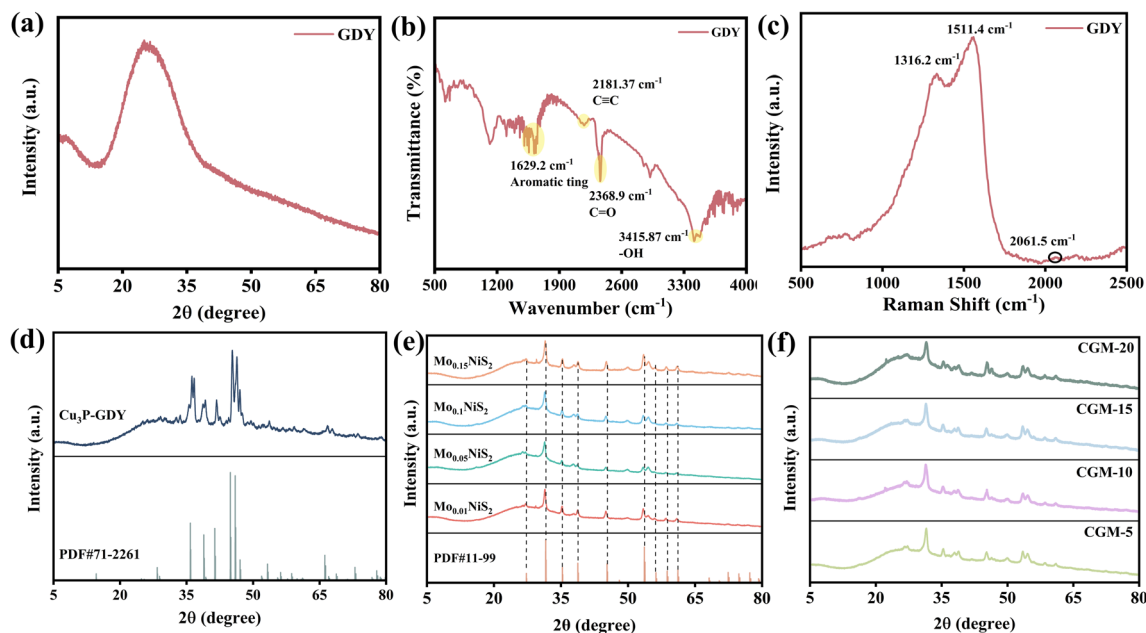 (a)
GDY
Intensity (a.u.)
5 20 35 50 65 80
2θ (degree)
(b)
GDY
2181.37 cm⁻¹
C≡C
1629.2 cm⁻¹
Aromatic ting
2368.9 cm⁻¹
C=O
3415.87 cm⁻¹
-OH
Transmittance (%)
500 1200 1900 2600 3300 4000
Wavenumber (cm⁻¹)
(c)
1511.4 cm⁻¹
GDY
1316.2 cm⁻¹
2061.5 cm⁻¹
Intensity (a.u.)
500 1000 1500 2000 2500
Raman Shift (cm⁻¹)
(d)
Cu₃P-GDY
PDF#71-2261
Intensity (a.u.)
5 20 35 50 65 80
2θ (degree)
(e)
Mo₀.₁₅NiS₂
Mo₀.₁NiS₂
Mo₀.₀₅NiS₂
Mo₀.₀₁NiS₂
PDF#11-99
Intensity (a.u.)
5 20 35 50 65 80
2θ (degree)
(f)
CGM-20
CGM-15
CGM-10
CGM-5
Intensity (a.u.)
5 20 35 50 65 80
2θ (degree)